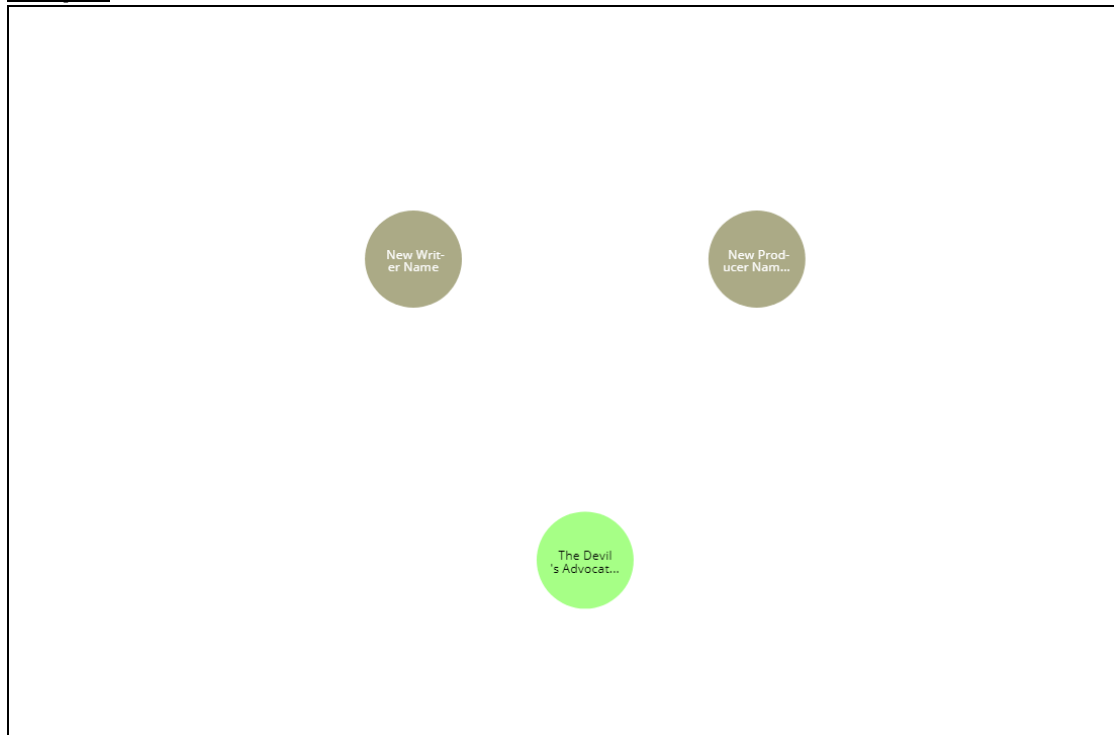 New Writ-
er Name
New Prod-
ucer Nam...
The Devil
's Advocat...